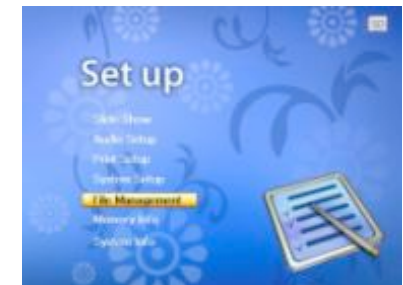 Set up
Slide Show
Audio Setup
Print Setup
System Setup
File Management
Memory Info
System Info